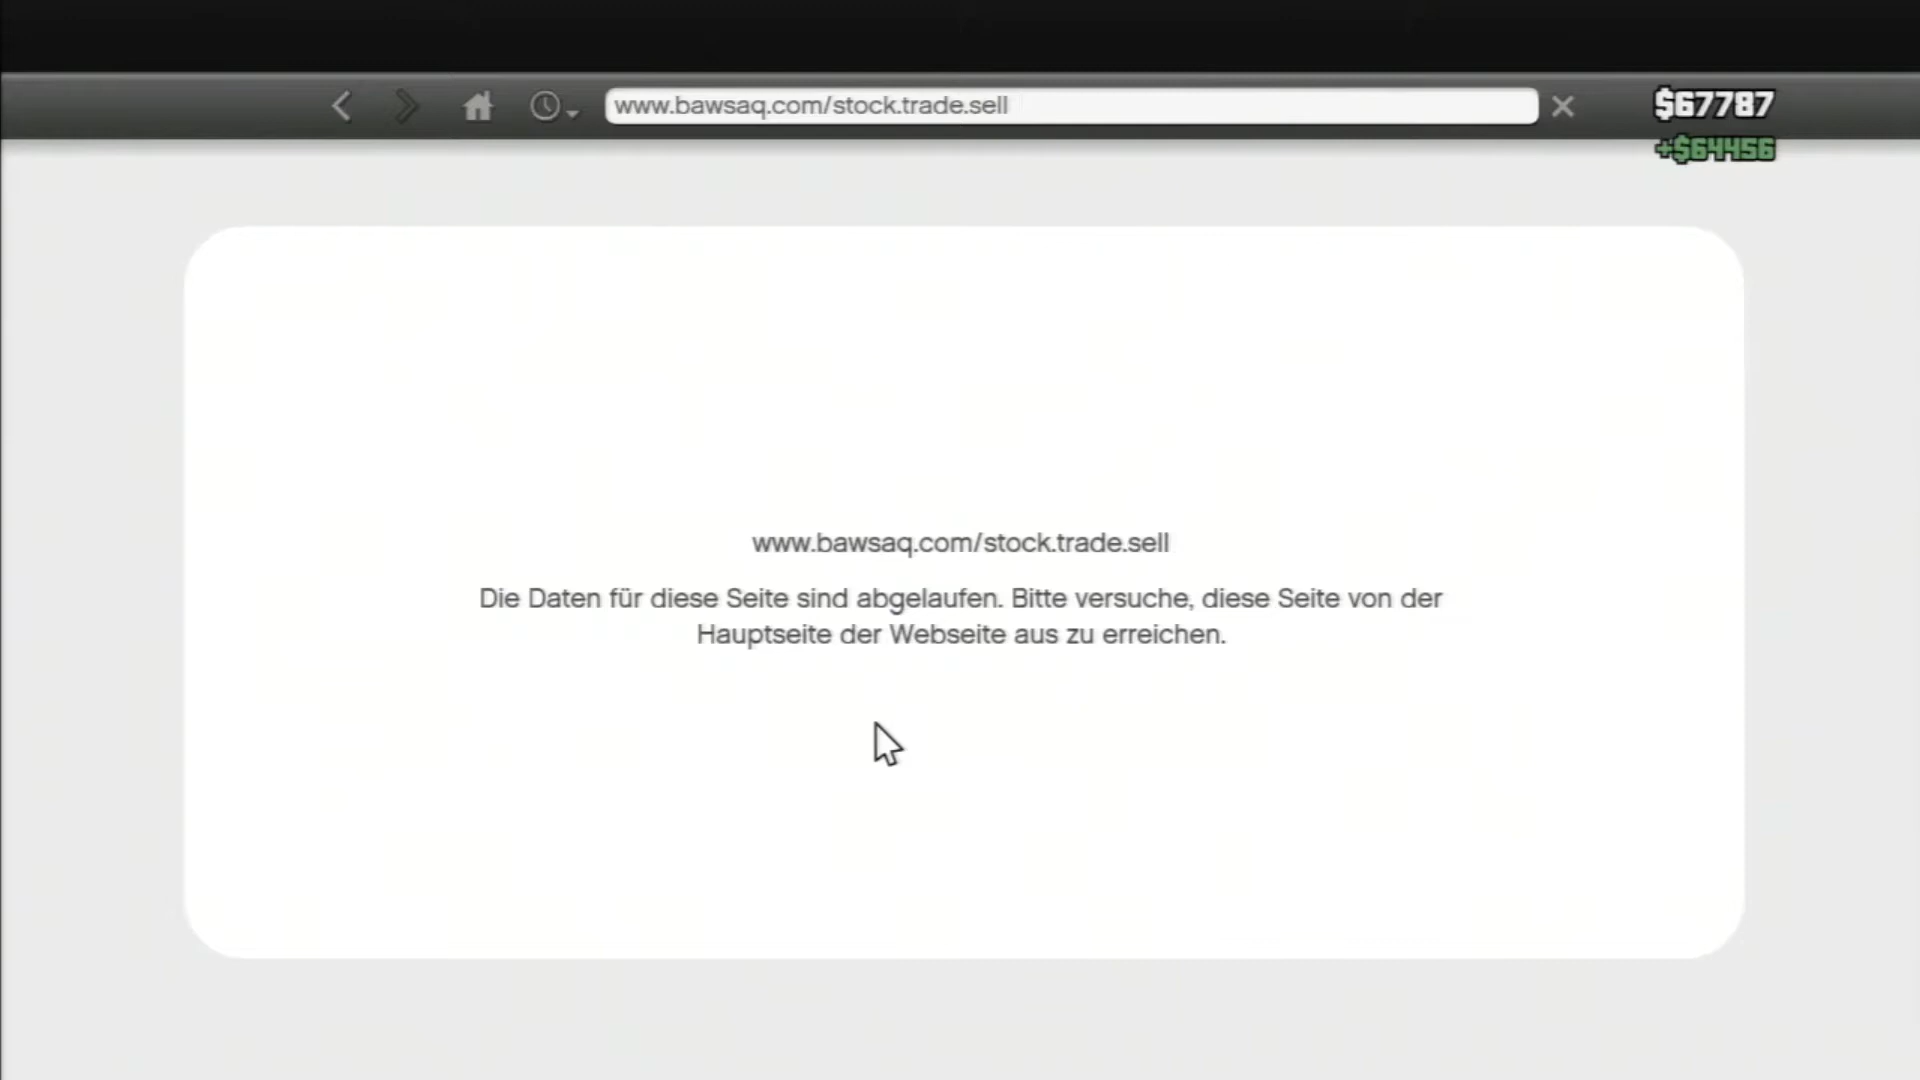 www.bawsaq.com/stock.trade.sell
$67787
+$64456
www.bawsaq.com/stock.trade.sell
Die Daten für diese Seite sind abgelaufen. Bitte versuche, diese Seite von der
Hauptseite der Webseite aus zu erreichen.